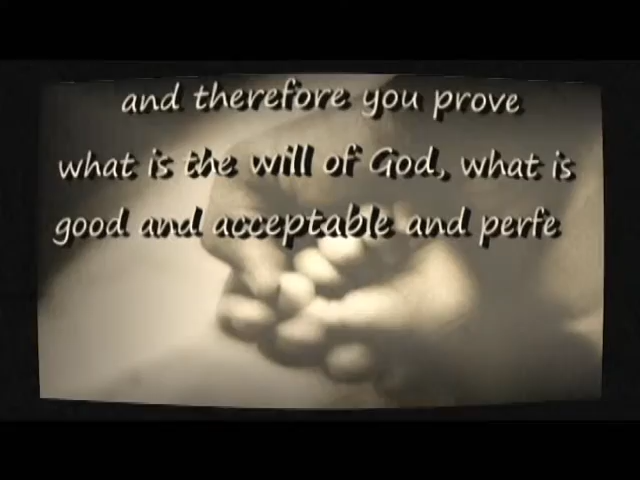 and therefore you prove
what is the will of God, what is
good and acceptable and perfe